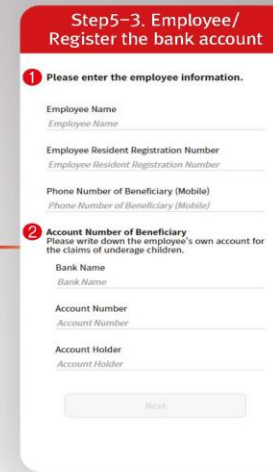 Step5-3. Employee/
Register the bank account
1 Please enter the employee information.
Employee Name
Employee Name
Employee Resident Registration Number
Employee Resident Registration Number
Phone Number of Beneficiary (Mobile)
Phone Number of Beneficiary (Mobile)
2 Account Number of Beneficiary
Please write down the employee's own account for
the claims of underage children.
Bank Name
Bank Name
Account Number
Account Number
Account Holder
Account Holder
Next